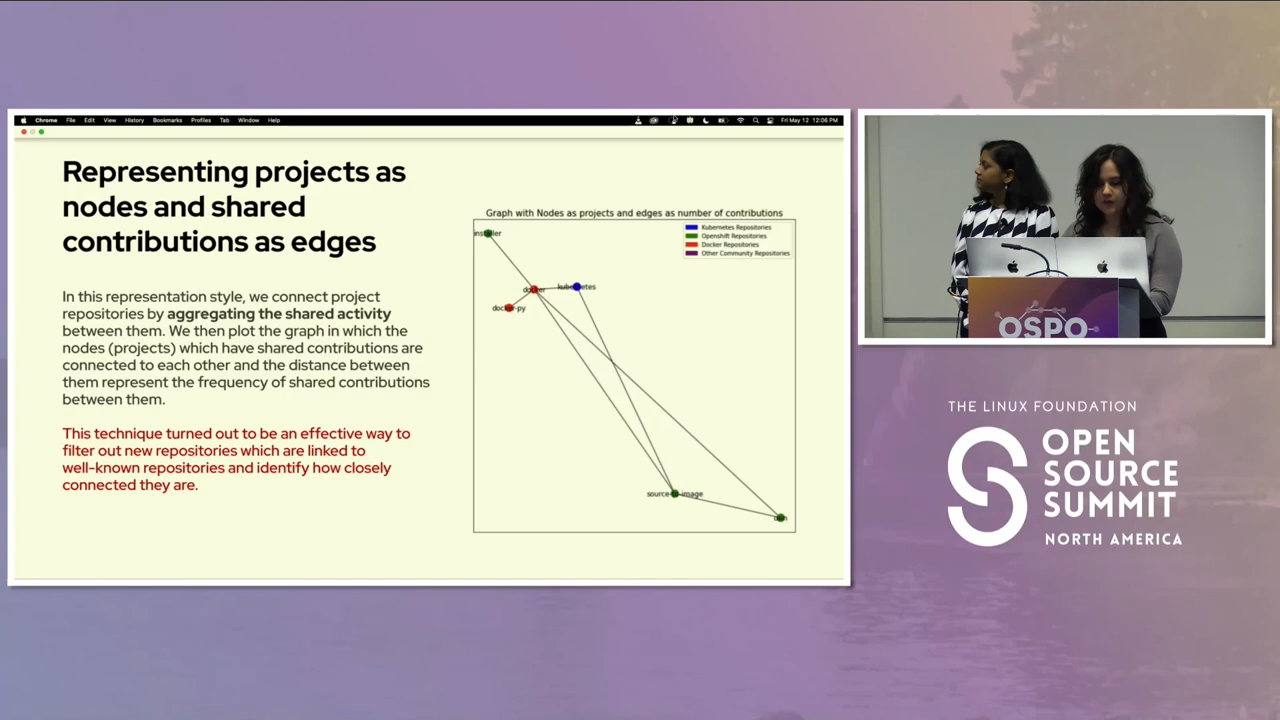 Chrome File Edit View History Bookmarks Profiles Tab Window Help
Fri May 12 12:06 PM
Representing projects as
nodes and shared
contributions as edges
In this representation style, we connect project
repositories by aggregating the shared activity
between them. We then plot the graph in which the
nodes (projects) which have shared contributions are
connected to each other and the distance between
them represent the frequency of shared contributions
between them.
This technique turned out to be an effective way to
filter out new repositories which are linked to
well-known repositories and identify how closely
connected they are.
Graph with Nodes as projects and edges as number of contributions
Kubernetes Repositories
Openshift Repositories
Docker Repositories
Other Community Repositories
installer
docker
kubernetes
docker-py
source-to-image
OSPO
THE LINUX FOUNDATION
OPEN
SOURCE
SUMMIT
NORTH AMERICA